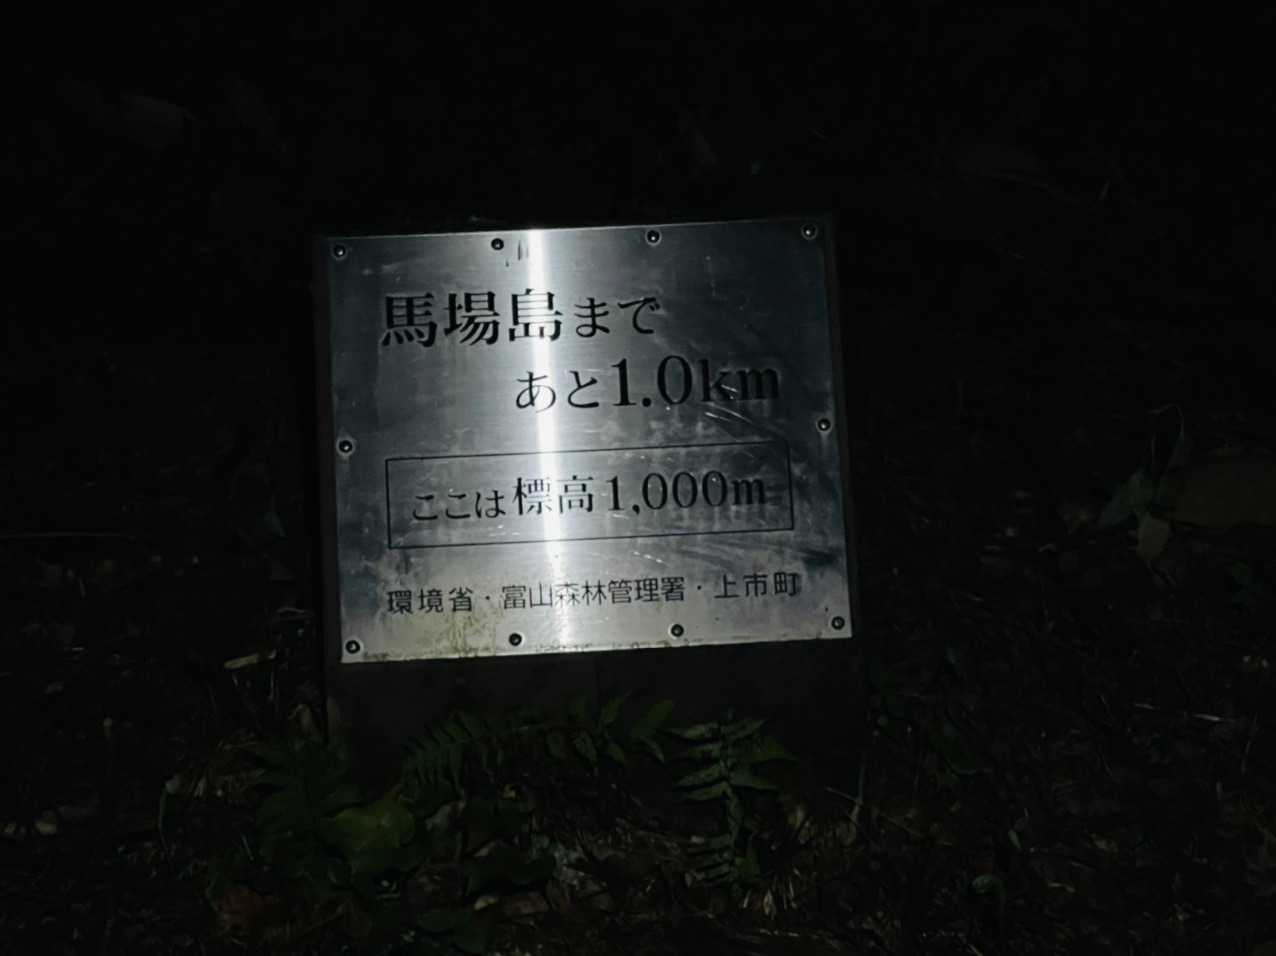 馬場島まで
あと1.0km
ここは標高1,000m
環境省・富山森林管理署・上市町